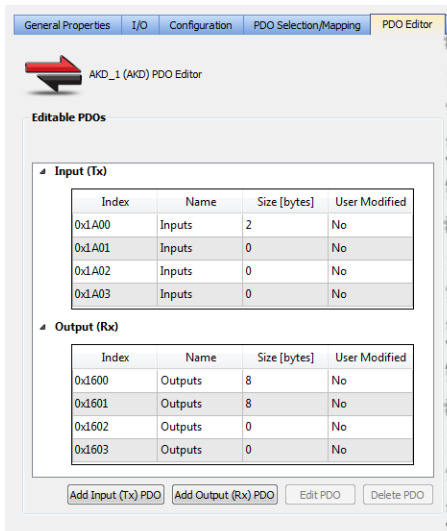 General Properties I/O Configuration PDO Selection/Mapping PDO Editor
AKD_1 (AKD) PDO Editor
Editable PDOs
Input (Tx)
Index Name Size [bytes] User Modified
0x1A00 Inputs 2 No
0x1A01 Inputs 0 No
0x1A02 Inputs 0 No
0x1A03 Inputs 0 No
Output (Rx)
Index Name Size [bytes] User Modified
0x1600 Outputs 8 No
0x1601 Outputs 8 No
0x1602 Outputs 0 No
0x1603 Outputs 0 No
Add Input (Tx) PDO Add Output (Rx) PDO Edit PDO Delete PDO